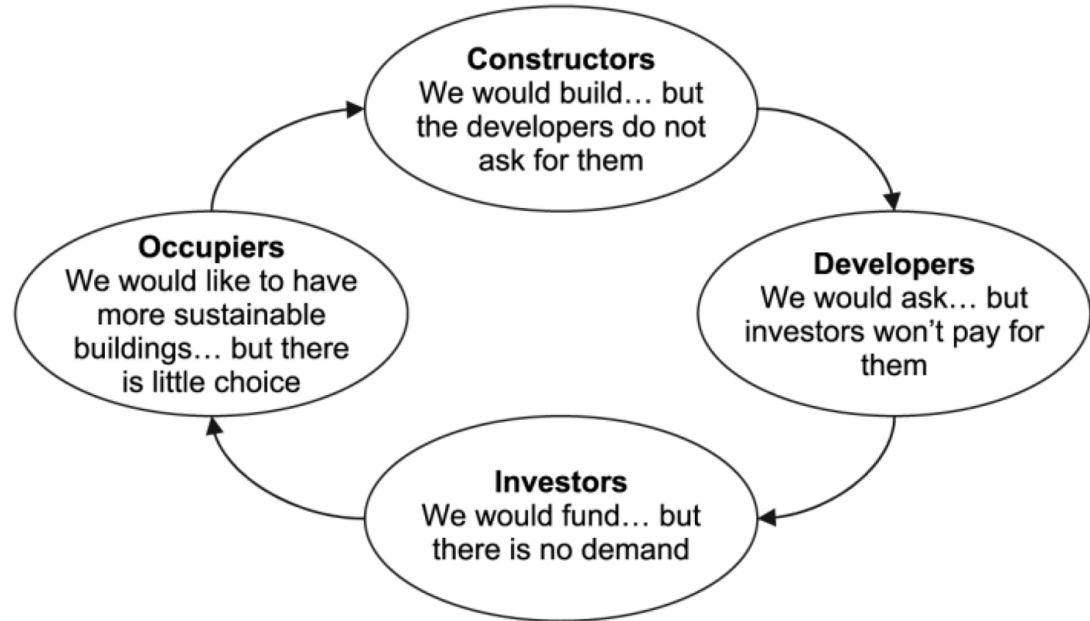 Constructors
We would build… but
the developers do not
ask for them
Occupiers
We would like to have
more sustainable
buildings… but there
is little choice
Developers
We would ask… but
investors won’t pay for
them
Investors
We would fund… but
there is no demand